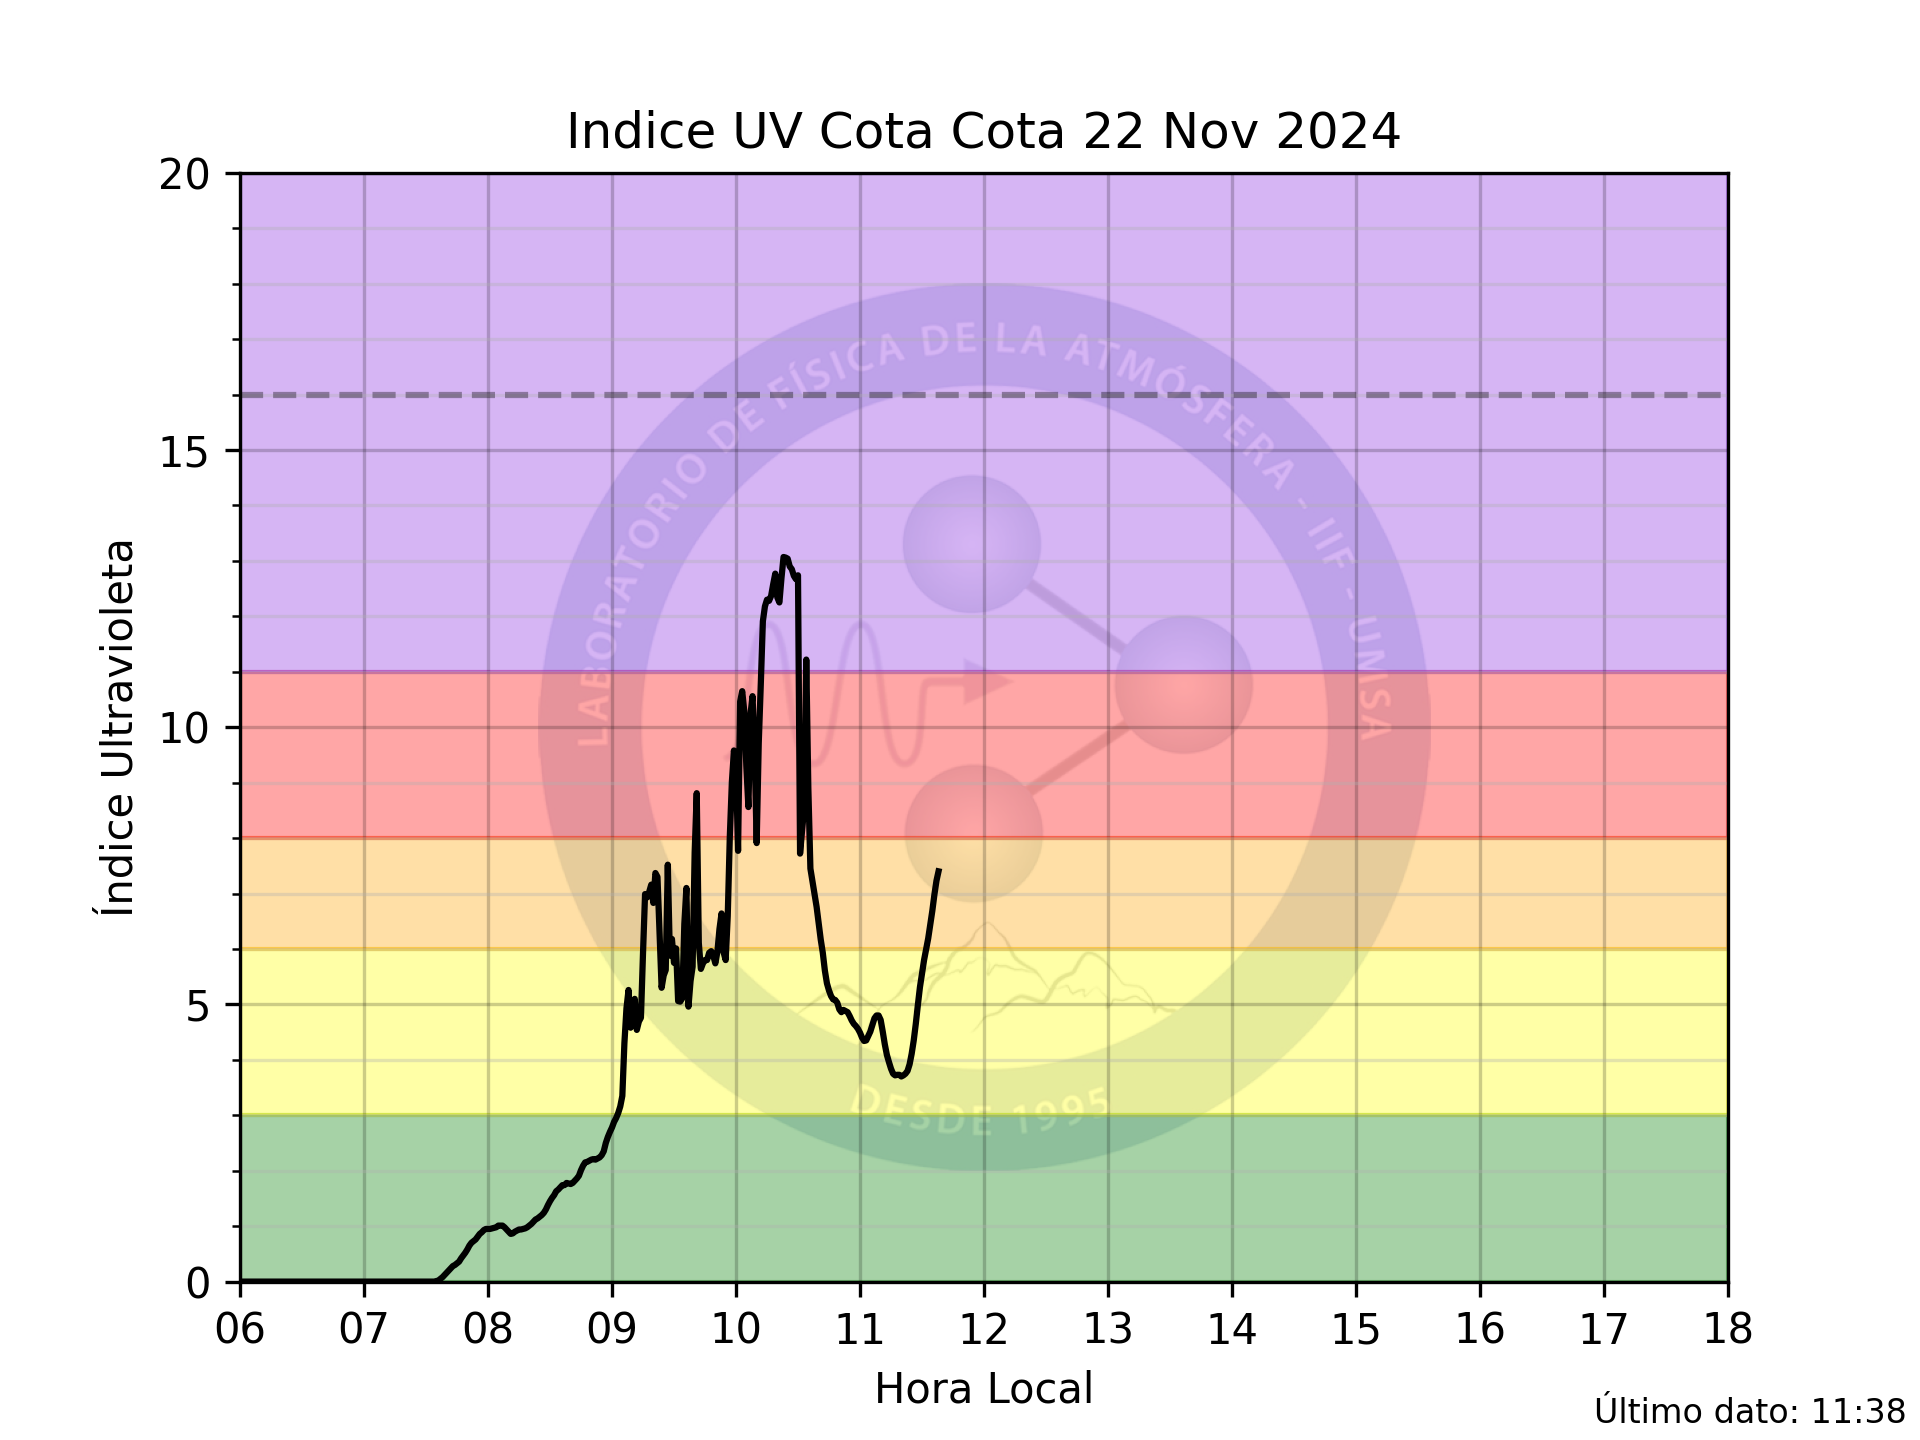 Indice UV Cota Cota 22 Nov 2024
20
15
10
5
0
Índice Ultravioleta
LABORATORIO DE FÍSICA DE LA ATMÓSFERA - IIF - UMSA
DESDE 1995
06 07 08 09 10 11 12 13 14 15 16 17 18
Hora Local
Último dato: 11:38